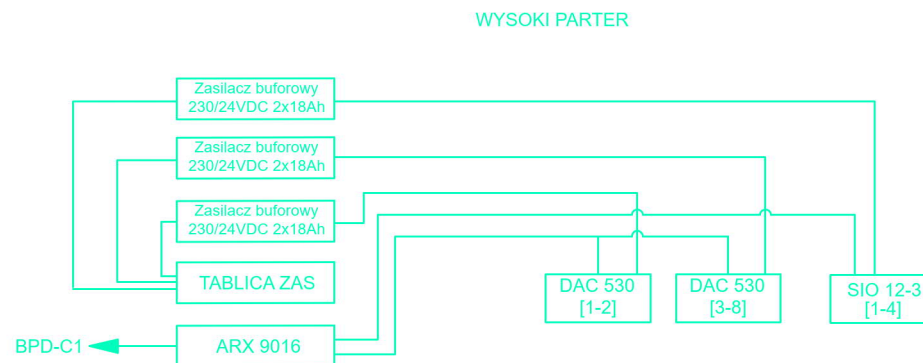 WYSOKI PARTER
Zasilacz buforowy
230/24VDC 2x18Ah
Zasilacz buforowy
230/24VDC 2x18Ah
Zasilacz buforowy
230/24VDC 2x18Ah
TABLICA ZAS
DAC 530
[1-2]
DAC 530
[3-8]
SIO 12-3
[1-4]
BPD-C1
ARX 9016